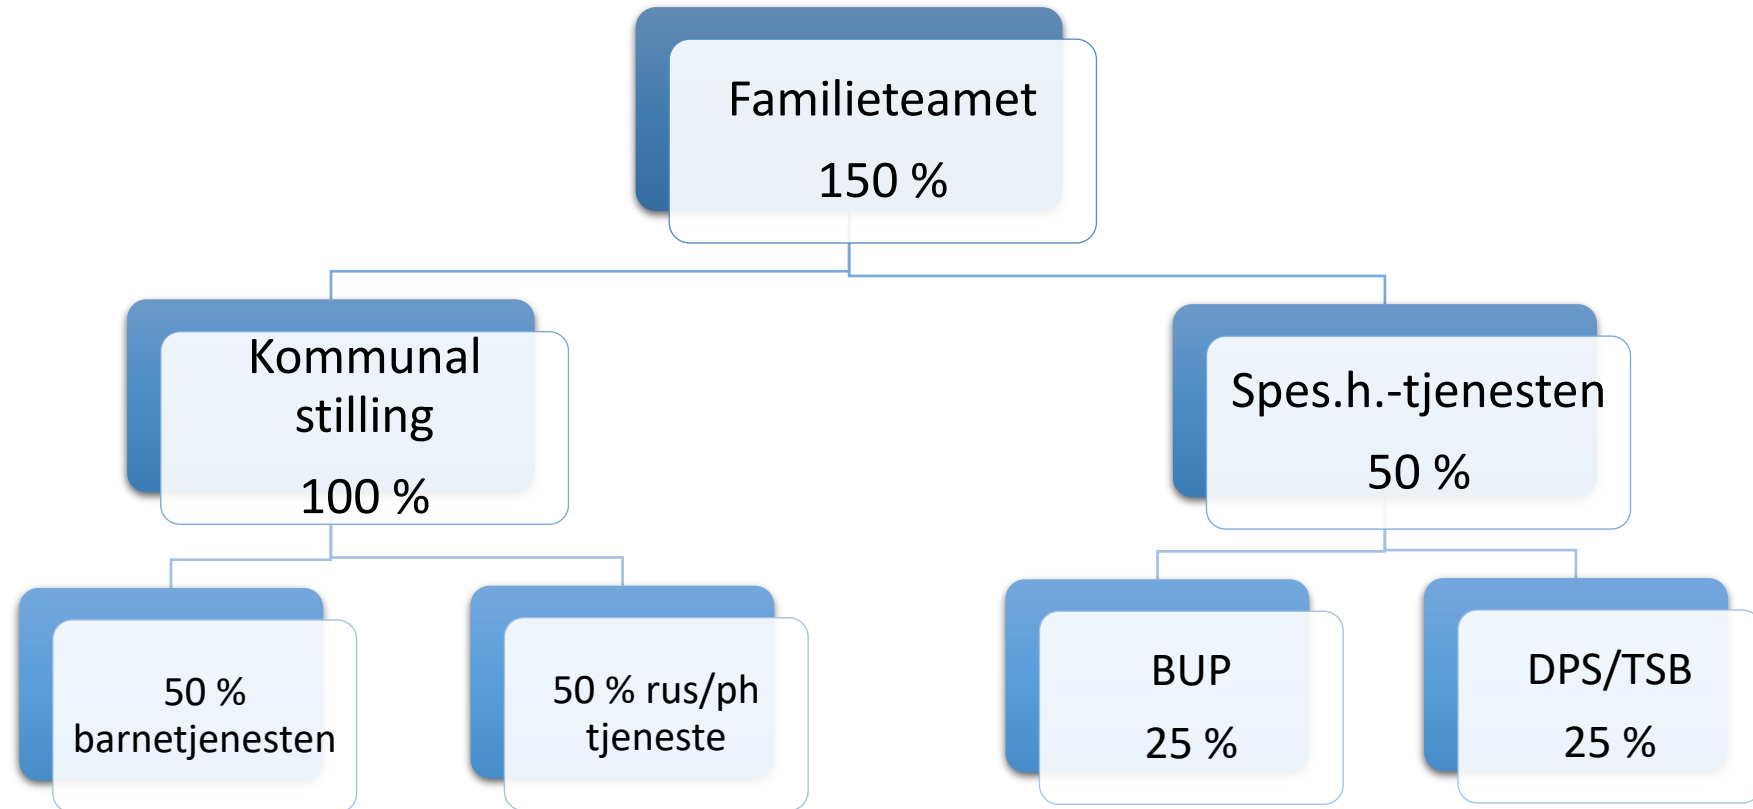 Familieteamet
150 %
Kommunal
stilling
100 %
Spes.h.-tjenesten
50 %
50 %
barnetjenesten
50 % rus/ph
tjeneste
BUP
25 %
DPS/TSB
25 %